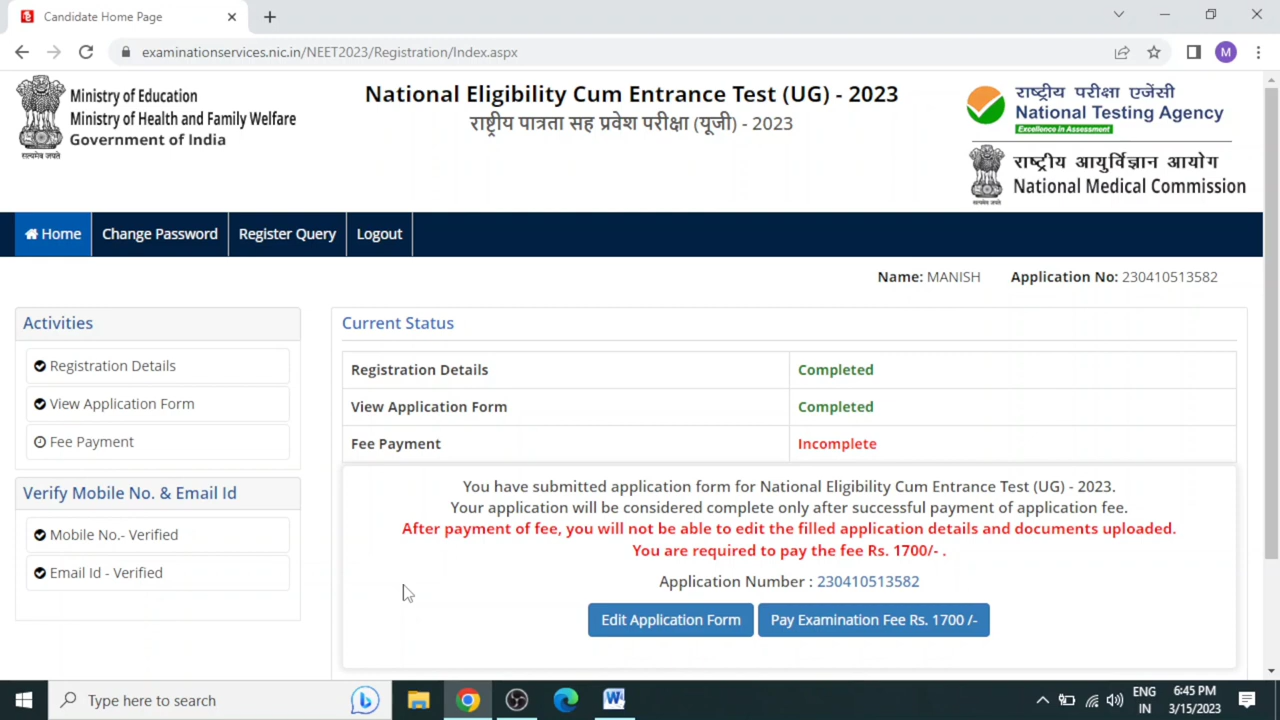 Candidate Home Page
examinationservices.nic.in/NEET2023/Registration/Index.aspx
M
Ministry of Education
Ministry of Health and Family Welfare
Government of India
सत्यमेव जयते
National Eligibility Cum Entrance Test (UG) - 2023
राष्ट्रीय पात्रता सह प्रवेश परीक्षा (यूजी) - 2023
राष्ट्रीय परीक्षा एजेंसी
National Testing Agency
Excellence in Assessment
राष्ट्रीय आयुर्विज्ञान आयोग
National Medical Commission
सत्यमेव जयते
Home
Change Password
Register Query
Logout
Name: MANISH
Application No: 230410513582
Activities
Registration Details
View Application Form
Fee Payment
Verify Mobile No. & Email Id
Mobile No.- Verified
Email Id - Verified
Current Status
Registration Details Completed
View Application Form Completed
Fee Payment Incomplete
You have submitted application form for National Eligibility Cum Entrance Test (UG) - 2023.
Your application will be considered complete only after successful payment of application fee.
After payment of fee, you will not be able to edit the filled application details and documents uploaded.
You are required to pay the fee Rs. 1700/- .
Application Number : 230410513582
Edit Application Form
Pay Examination Fee Rs. 1700 /-
Type here to search
ENG
IN
6:45 PM
3/15/2023